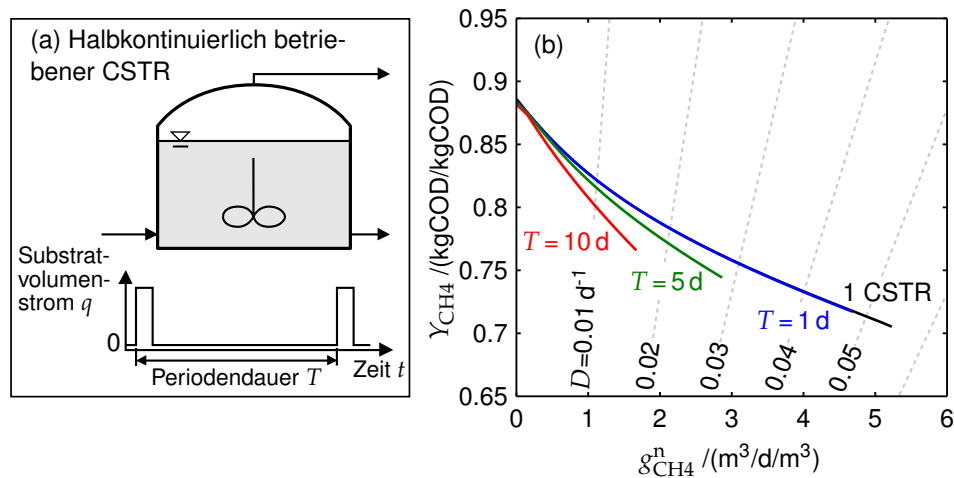 (a) Halbkontinuierlich betrie-
bener CSTR
Substrat-
volumen-
strom q
0
Periodendauer T
Zeit t
(b)
Y_CH4 /(kgCOD/kgCOD)
0.95
0.9
0.85
0.8
0.75
0.7
0.65
T = 10 d
T = 5 d
T = 1 d
1 CSTR
D=0.01 d⁻¹
0.02
0.03
0.04
0.05
0 1 2 3 4 5 6
g^n_CH4 /(m³/d/m³)